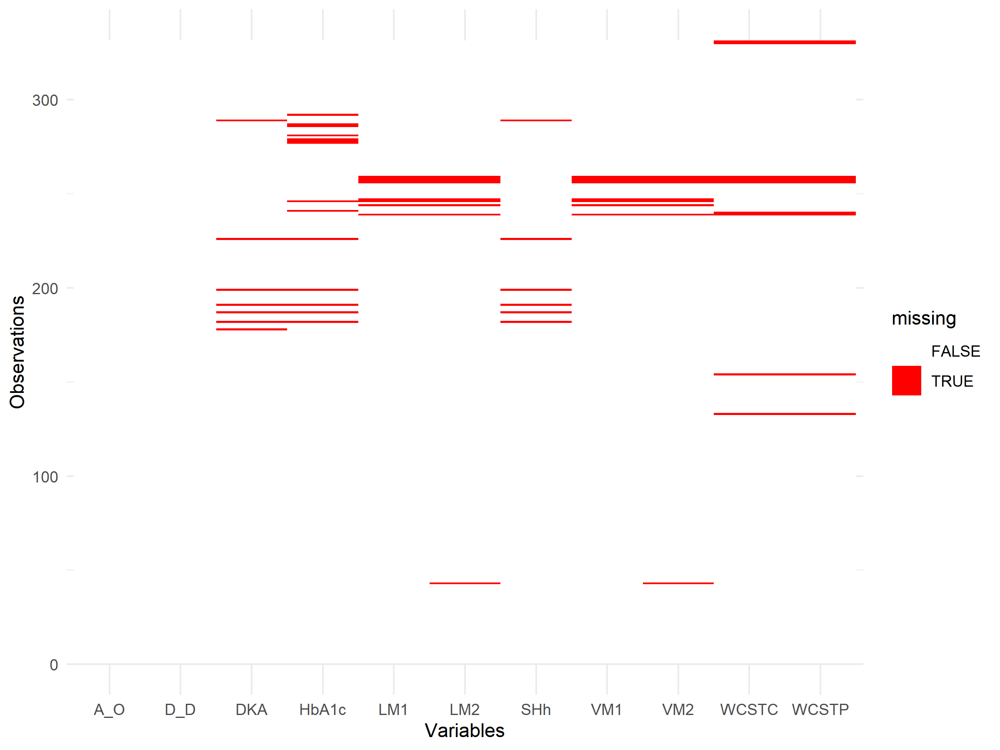 300
200
100
0
Observations
A_O D_D DKA HbA1c LM1 LM2 SHh VM1 VM2 WCSTC WCSTP
Variables
missing
FALSE
TRUE